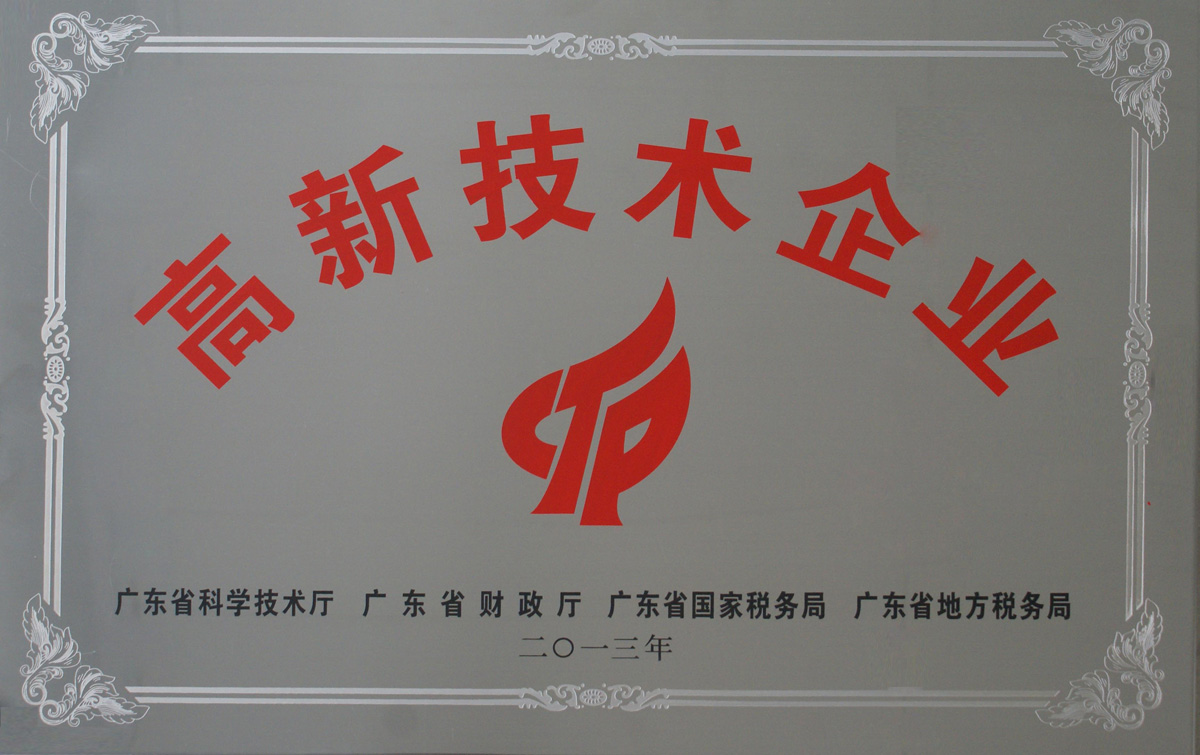 高新技术企业
广东省科学技术厅 广东省财政厅 广东省国家税务局 广东省地方税务局
二〇一三年